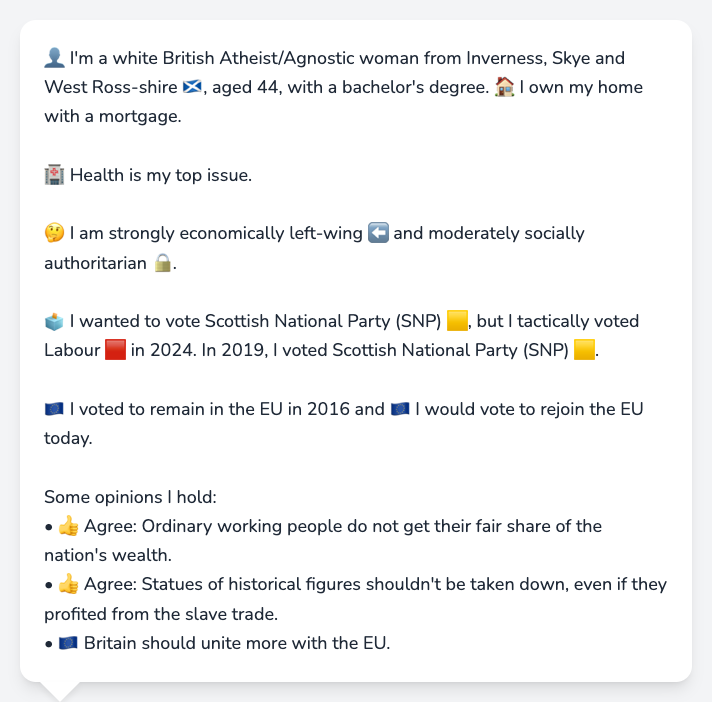 👤 I'm a white British Atheist/Agnostic woman from Inverness, Skye and
West Ross-shire 🏴󠁧󠁢󠁳󠁣󠁴󠁿, aged 44, with a bachelor's degree. 🏠 I own my home
with a mortgage.
🏥 Health is my top issue.
🤔 I am strongly economically left-wing ⬅️ and moderately socially
authoritarian 🔒.
🗳️ I wanted to vote Scottish National Party (SNP) 🟨, but I tactically voted
Labour 🟥 in 2024. In 2019, I voted Scottish National Party (SNP) 🟨.
🇪🇺 I voted to remain in the EU in 2016 and 🇪🇺 I would vote to rejoin the EU
today.
Some opinions I hold:
• 👍 Agree: Ordinary working people do not get their fair share of the
nation's wealth.
• 👍 Agree: Statues of historical figures shouldn't be taken down, even if they
profited from the slave trade.
• 🇪🇺 Britain should unite more with the EU.